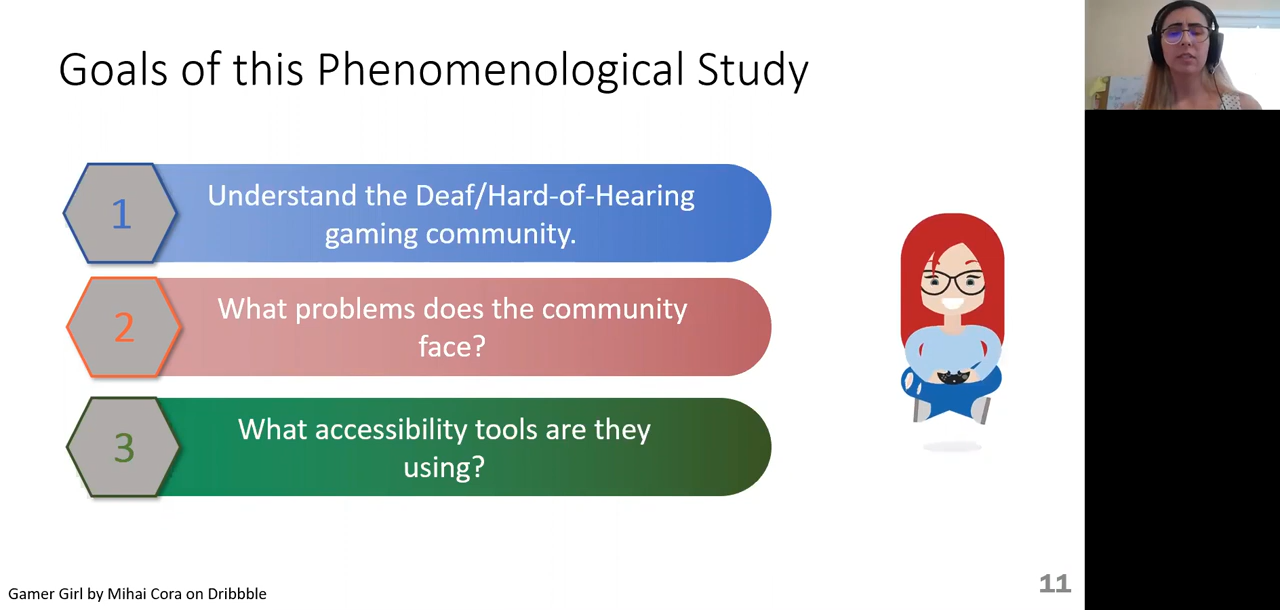 Goals of this Phenomenological Study
1
Understand the Deaf/Hard-of-Hearing
gaming community.
2
What problems does the community
face?
3
What accessibility tools are they
using?
Gamer Girl by Mihai Cora on Dribbble
11